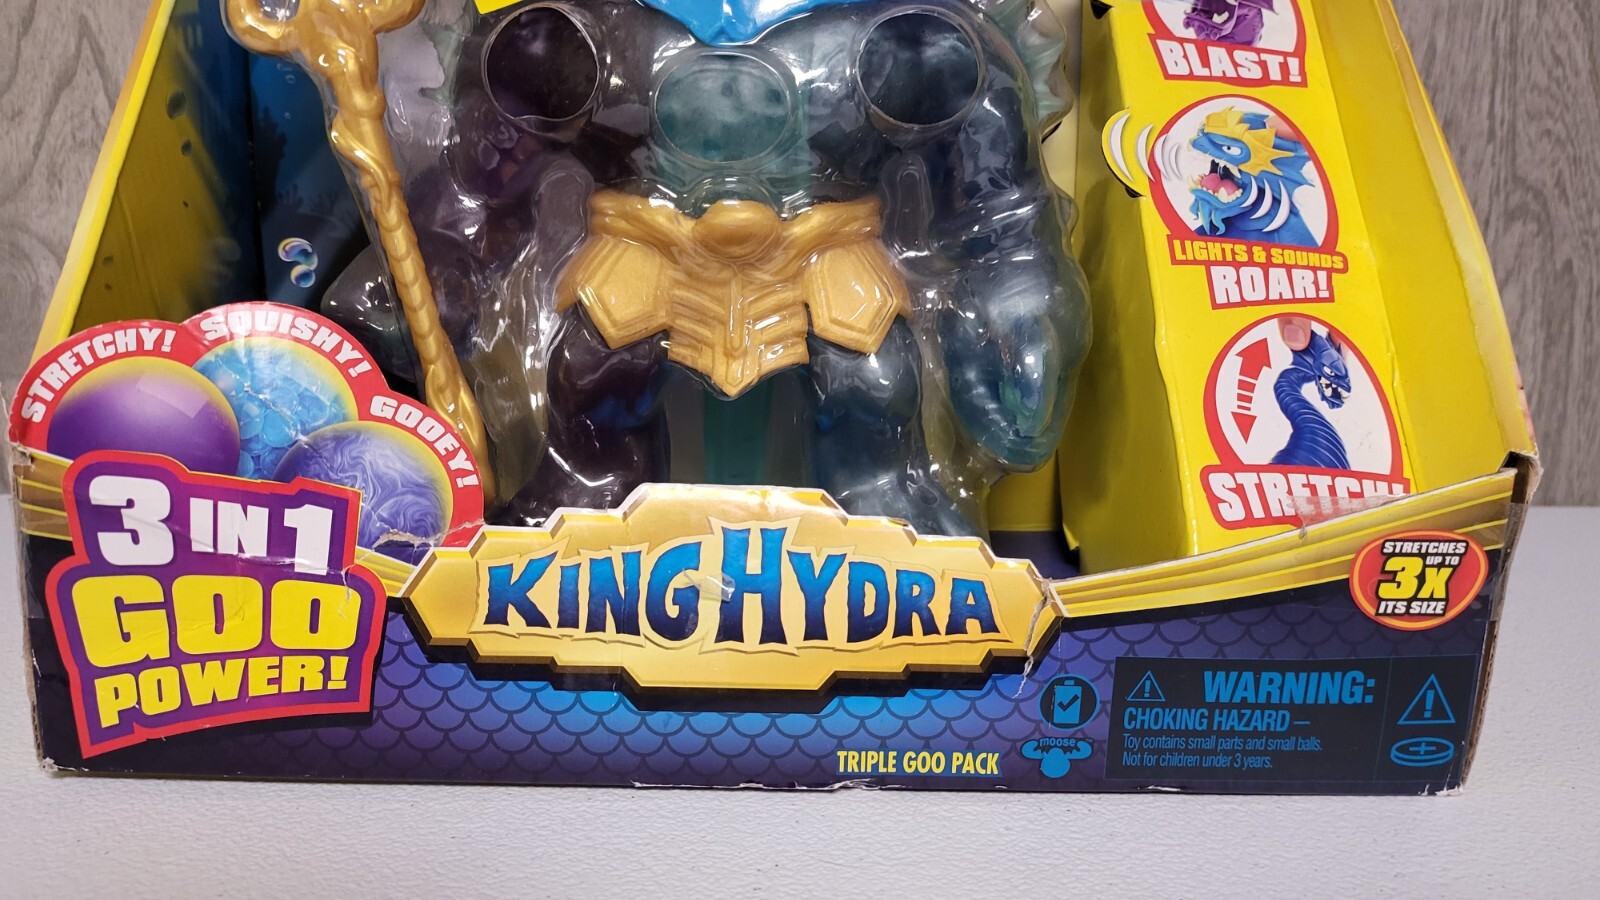 BLAST!
LIGHTS & SOUNDS
ROAR!
STRETCH!
STRETCHY! SQUISHY! GOOEY!
3 IN 1
GOO
POWER!
KING HYDRA
STRETCHES
UP TO
3X
ITS SIZE
TRIPLE GOO PACK
moose
WARNING:
CHOKING HAZARD –
Toy contains small parts and small balls.
Not for children under 3 years.